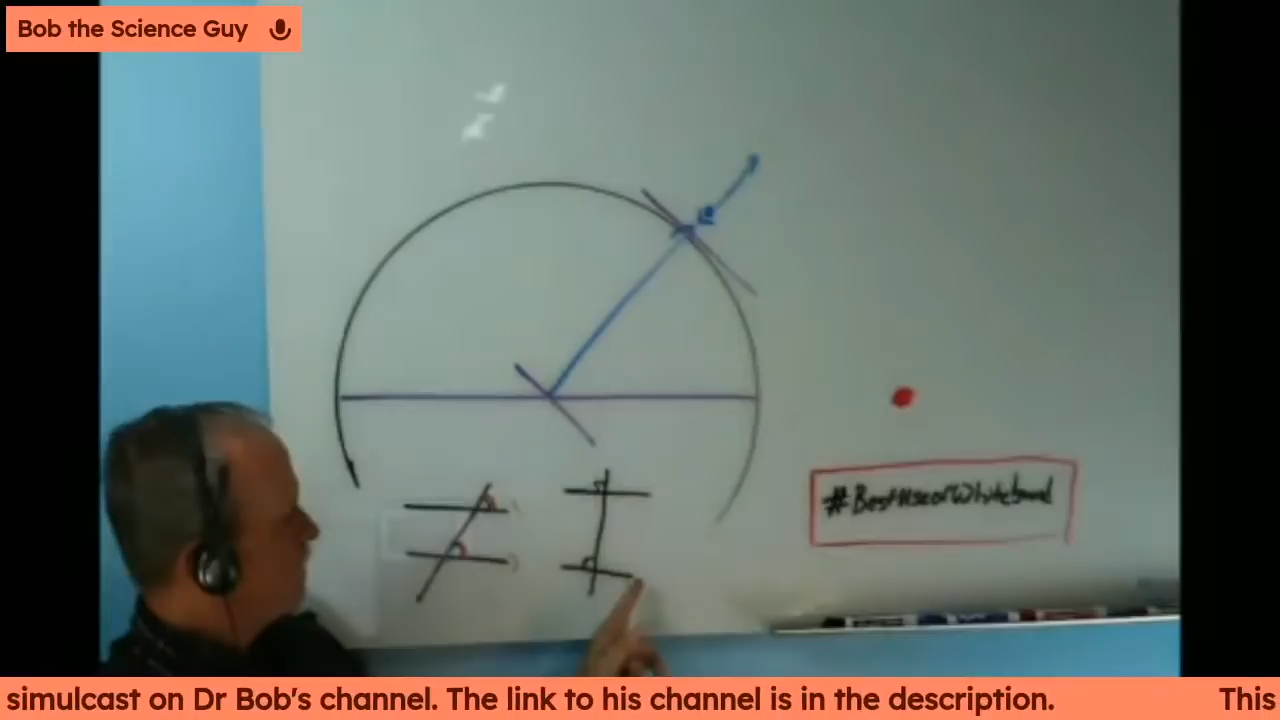 Bob the Science Guy
#BestUseofWhiteboard
simulcast on Dr Bob's channel. The link to his channel is in the description. This